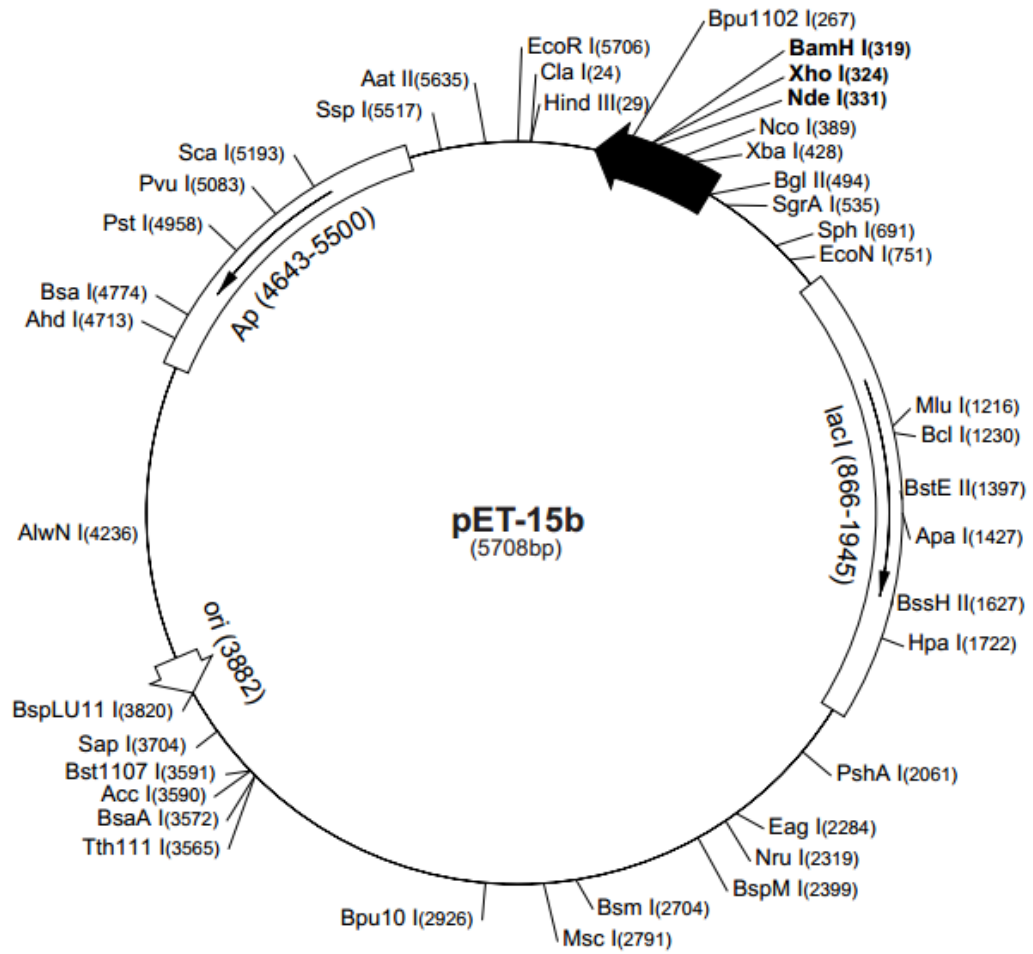 EcoR I(5706)
Cla I(24)
Hind III(29)
Bpu1102 I(267)
BamH I(319)
Xho I(324)
Nde I(331)
Nco I(389)
Xba I(428)
Bgl II(494)
SgrA I(535)
Sph I(691)
EcoN I(751)
lacI (866-1945)
Mlu I(1216)
Bcl I(1230)
BstE II(1397)
Apa I(1427)
BssH II(1627)
Hpa I(1722)
PshA I(2061)
Eag I(2284)
Nru I(2319)
BspM I(2399)
Bsm I(2704)
Msc I(2791)
Bpu10 I(2926)
Tth111 I(3565)
BsaA I(3572)
Acc I(3590)
Bst1107 I(3591)
Sap I(3704)
BspLU11 I(3820)
ori (3882)
AlwN I(4236)
Ahd I(4713)
Bsa I(4774)
Ap (4643-5500)
Pst I(4958)
Pvu I(5083)
Sca I(5193)
Ssp I(5517)
Aat II(5635)
pET-15b
(5708bp)